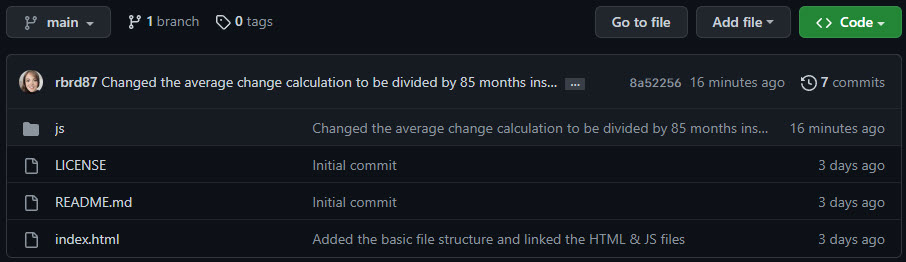 main 1 branch 0 tags Go to file Add file Code
rbrd87 Changed the average change calculation to be divided by 85 months ins... ... 8a52256 16 minutes ago 7 commits
js Changed the average change calculation to be divided by 85 months ins... 16 minutes ago
LICENSE Initial commit 3 days ago
README.md Initial commit 3 days ago
index.html Added the basic file structure and linked the HTML & JS files 3 days ago